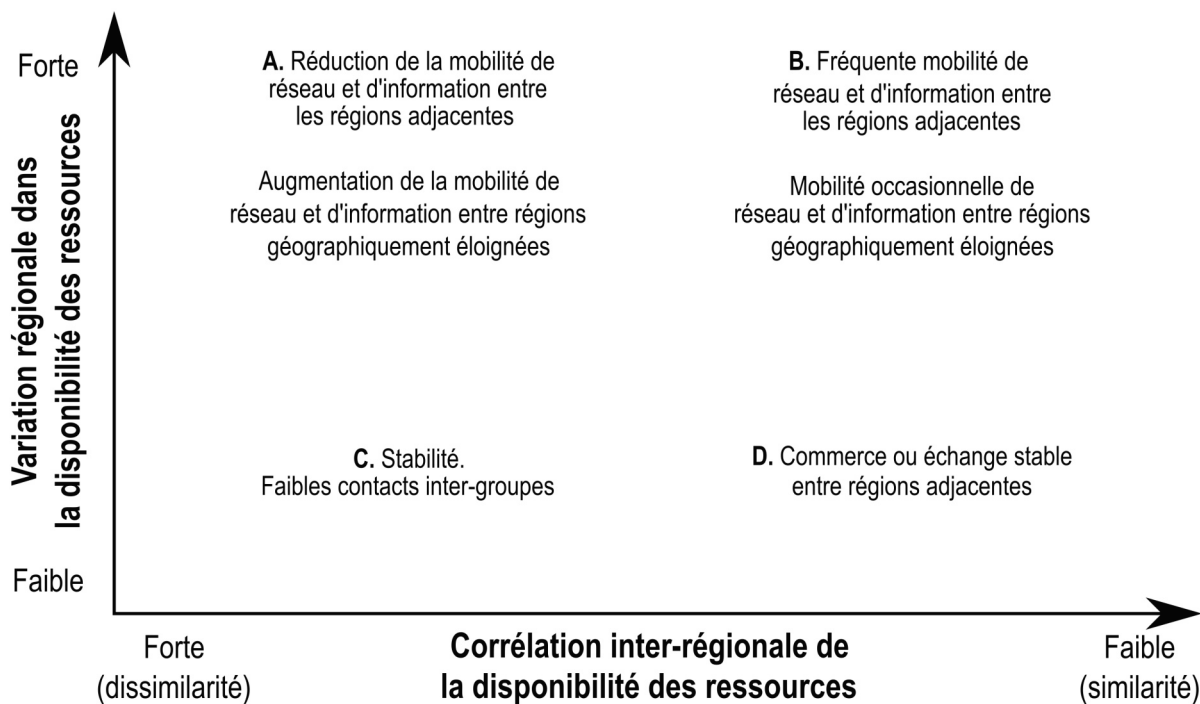 Forte
A. Réduction de la mobilité de
réseau et d'information entre
les régions adjacentes
Augmentation de la mobilité de
réseau et d'information entre régions
géographiquement éloignées
B. Fréquente mobilité de
réseau et d'information entre
les régions adjacentes
Mobilité occasionnelle de
réseau et d'information entre régions
géographiquement éloignées
Variation régionale dans
la disponibilité des ressources
C. Stabilité.
Faibles contacts inter-groupes
D. Commerce ou échange stable
entre régions adjacentes
Faible
Forte
(dissimilarité)
Corrélation inter-régionale de
la disponibilité des ressources
Faible
(similarité)